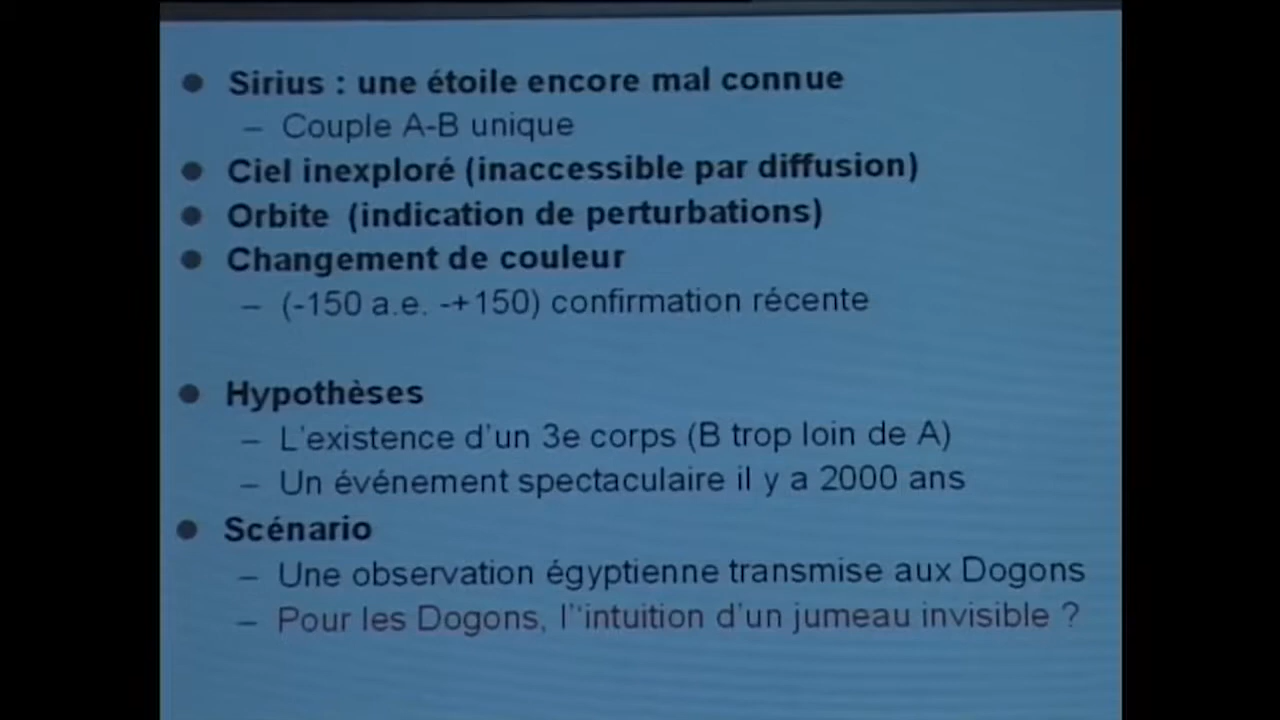 ● Sirius : une étoile encore mal connue
– Couple A-B unique
● Ciel inexploré (inaccessible par diffusion)
● Orbite (indication de perturbations)
● Changement de couleur
– (-150 a.e. -+150) confirmation récente
● Hypothèses
– L'existence d'un 3e corps (B trop loin de A)
– Un événement spectaculaire il y a 2000 ans
● Scénario
– Une observation égyptienne transmise aux Dogons
– Pour les Dogons, l'‘intuition d'un jumeau invisible ?